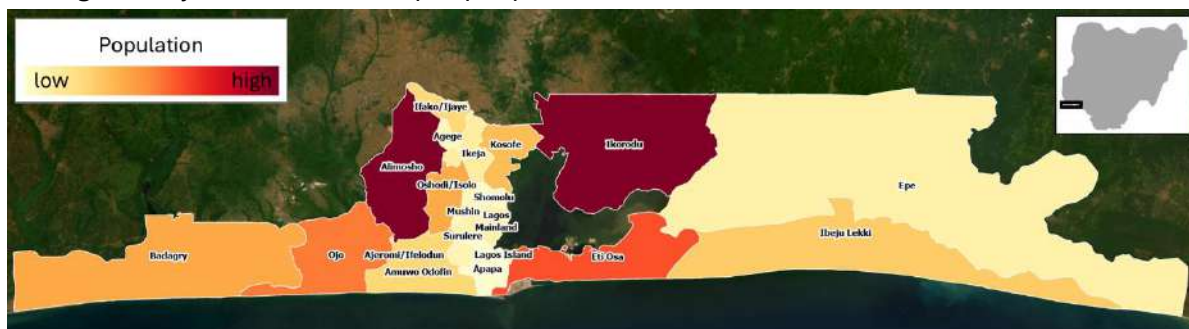 Population
low high
Ifako/Ijaye
Agege
Ikeja
Kosofe
Ikorodu
Alimosho
Oshodi/Isolo
Shomolu
Mushin
Lagos
Mainland
Surulere
Epe
Ibeju Lekki
Badagry
Ojo
Ajeromi/Ifelodun
Lagos Island
Eti Osa
Amuwo Odofin
Apapa